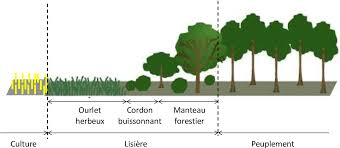 Ourlet
herbeux
Cordon
buissonnant
Manteau
forestier
Culture
Lisière
Peuplement